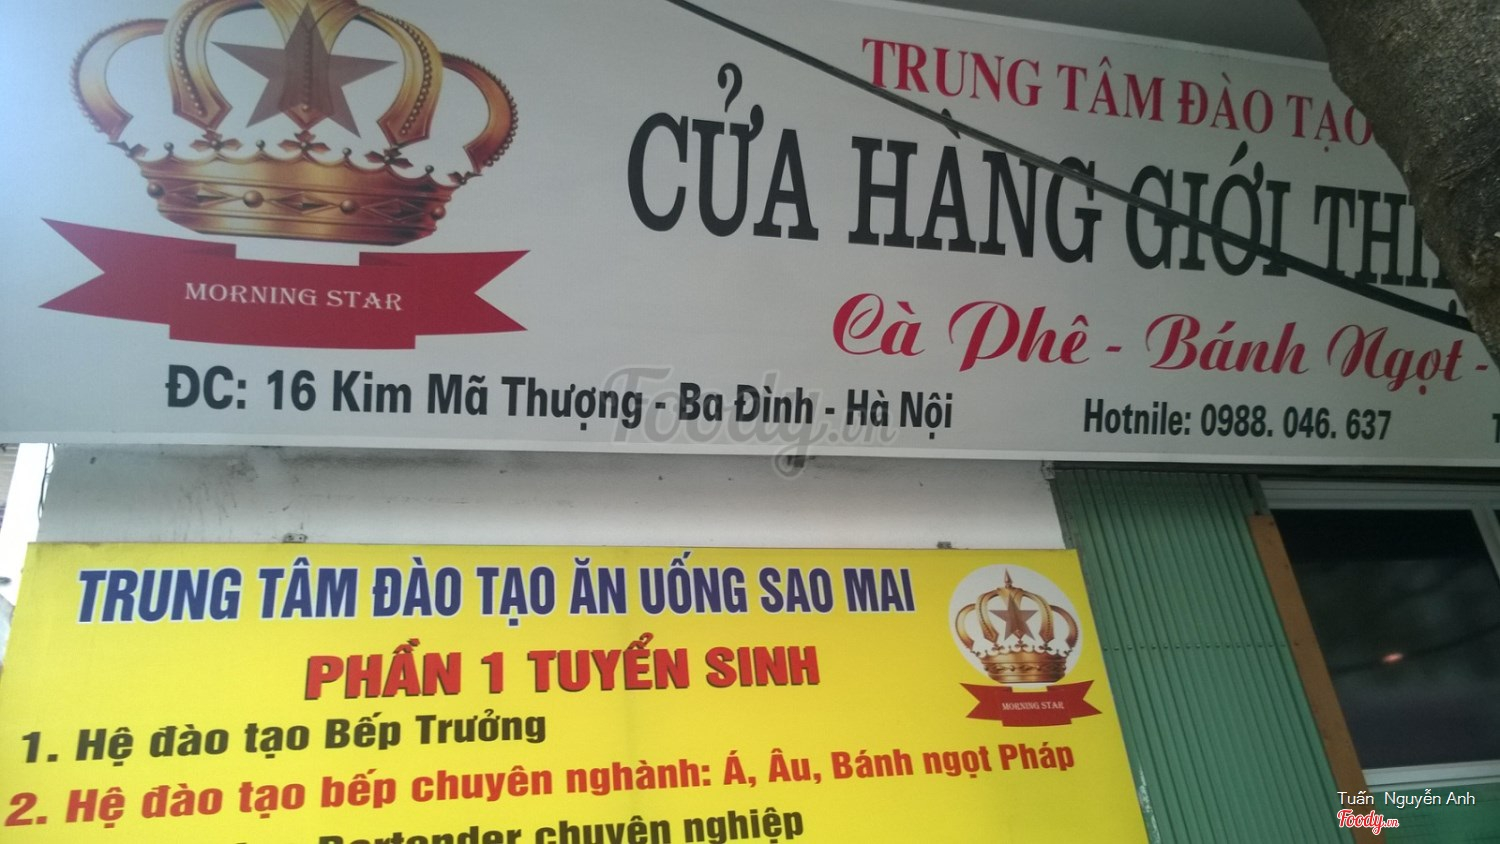 TRUNG TÂM ĐÀO TẠO
CỬA HÀNG GIỚI
Cà Phê - Bánh Ngọt -
MORNING STAR
ĐC: 16 Kim Mã Thượng - Ba Đình - Hà Nội
Hotnile: 0988. 046. 637
Foody.vn
TRUNG TÂM ĐÀO TẠO ĂN UỐNG SAO MAI
PHẦN 1 TUYỂN SINH
MORNING STAR
1. Hệ đào tạo Bếp Trưởng
2. Hệ đào tạo bếp chuyên nghành: Á, Âu, Bánh ngọt Pháp
Bartender chuyên nghiệp
Tuấn Nguyễn Anh
Foody.vn